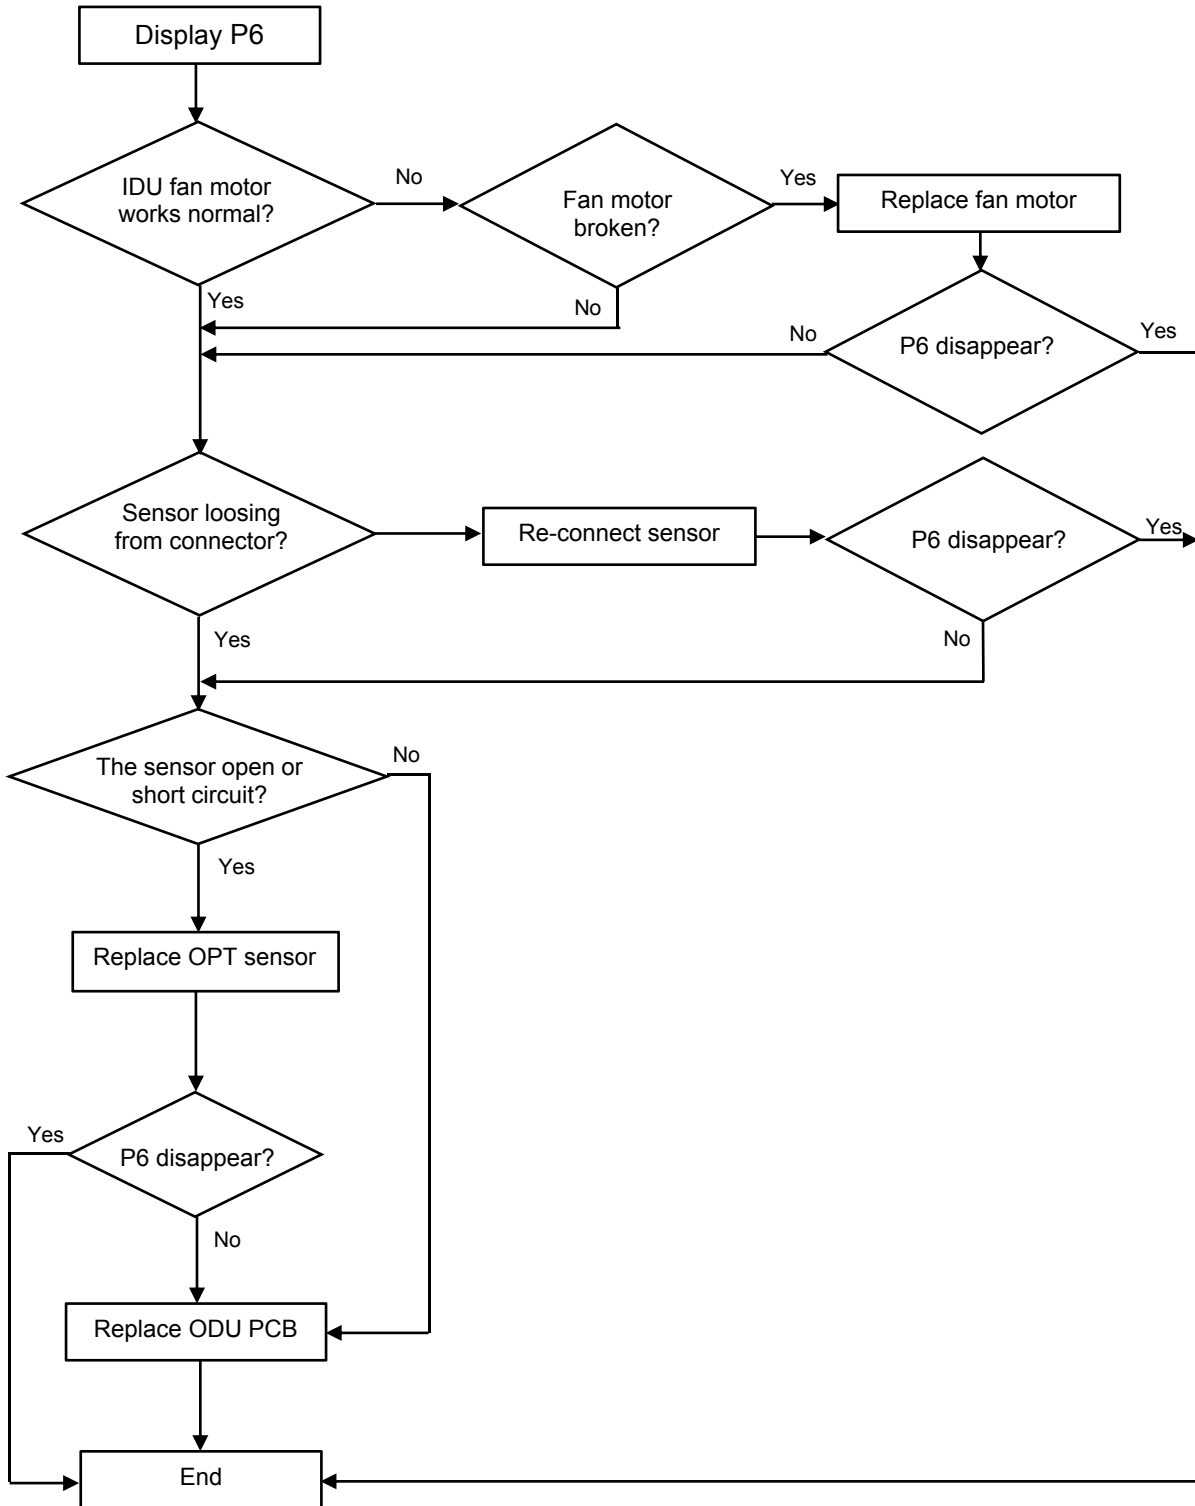 Display P6
IDU fan motor
works normal?
No
Fan motor
broken?
Yes
Replace fan motor
Yes
No
No
P6 disappear?
Yes
Sensor loosing
from connector?
Re-connect sensor
P6 disappear?
Yes
Yes
No
The sensor open or
short circuit?
No
Yes
Replace OPT sensor
Yes
P6 disappear?
No
Replace ODU PCB
End